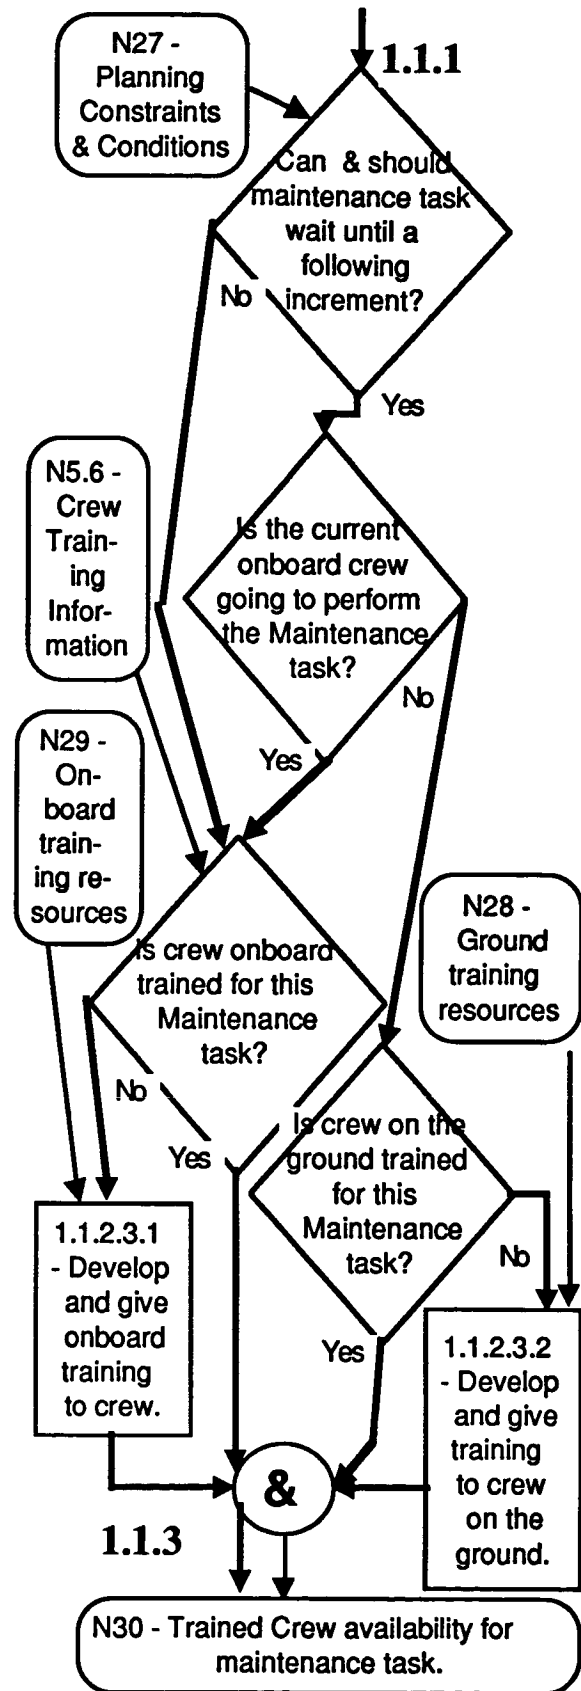 N27 -
Planning
Constraints
& Conditions
1.1.1
Can & should
maintenance task
wait until a
following
increment?
No
Yes
N5.6 -
Crew
Train-
ing
Infor-
mation
Is the current
onboard crew
going to perform
the Maintenance
task?
No
Yes
N29 -
On-
board
train-
ing re-
sources
N28 -
Ground
training
resources
Is crew onboard
trained for this
Maintenance
task?
No
Yes
Is crew on the
ground trained
for this
Maintenance
task?
No
Yes
1.1.2.3.1
- Develop
and give
onboard
training
to crew.
1.1.2.3.2
- Develop
and give
training
to crew
on the
ground.
&
1.1.3
N30 - Trained Crew availability for
maintenance task.